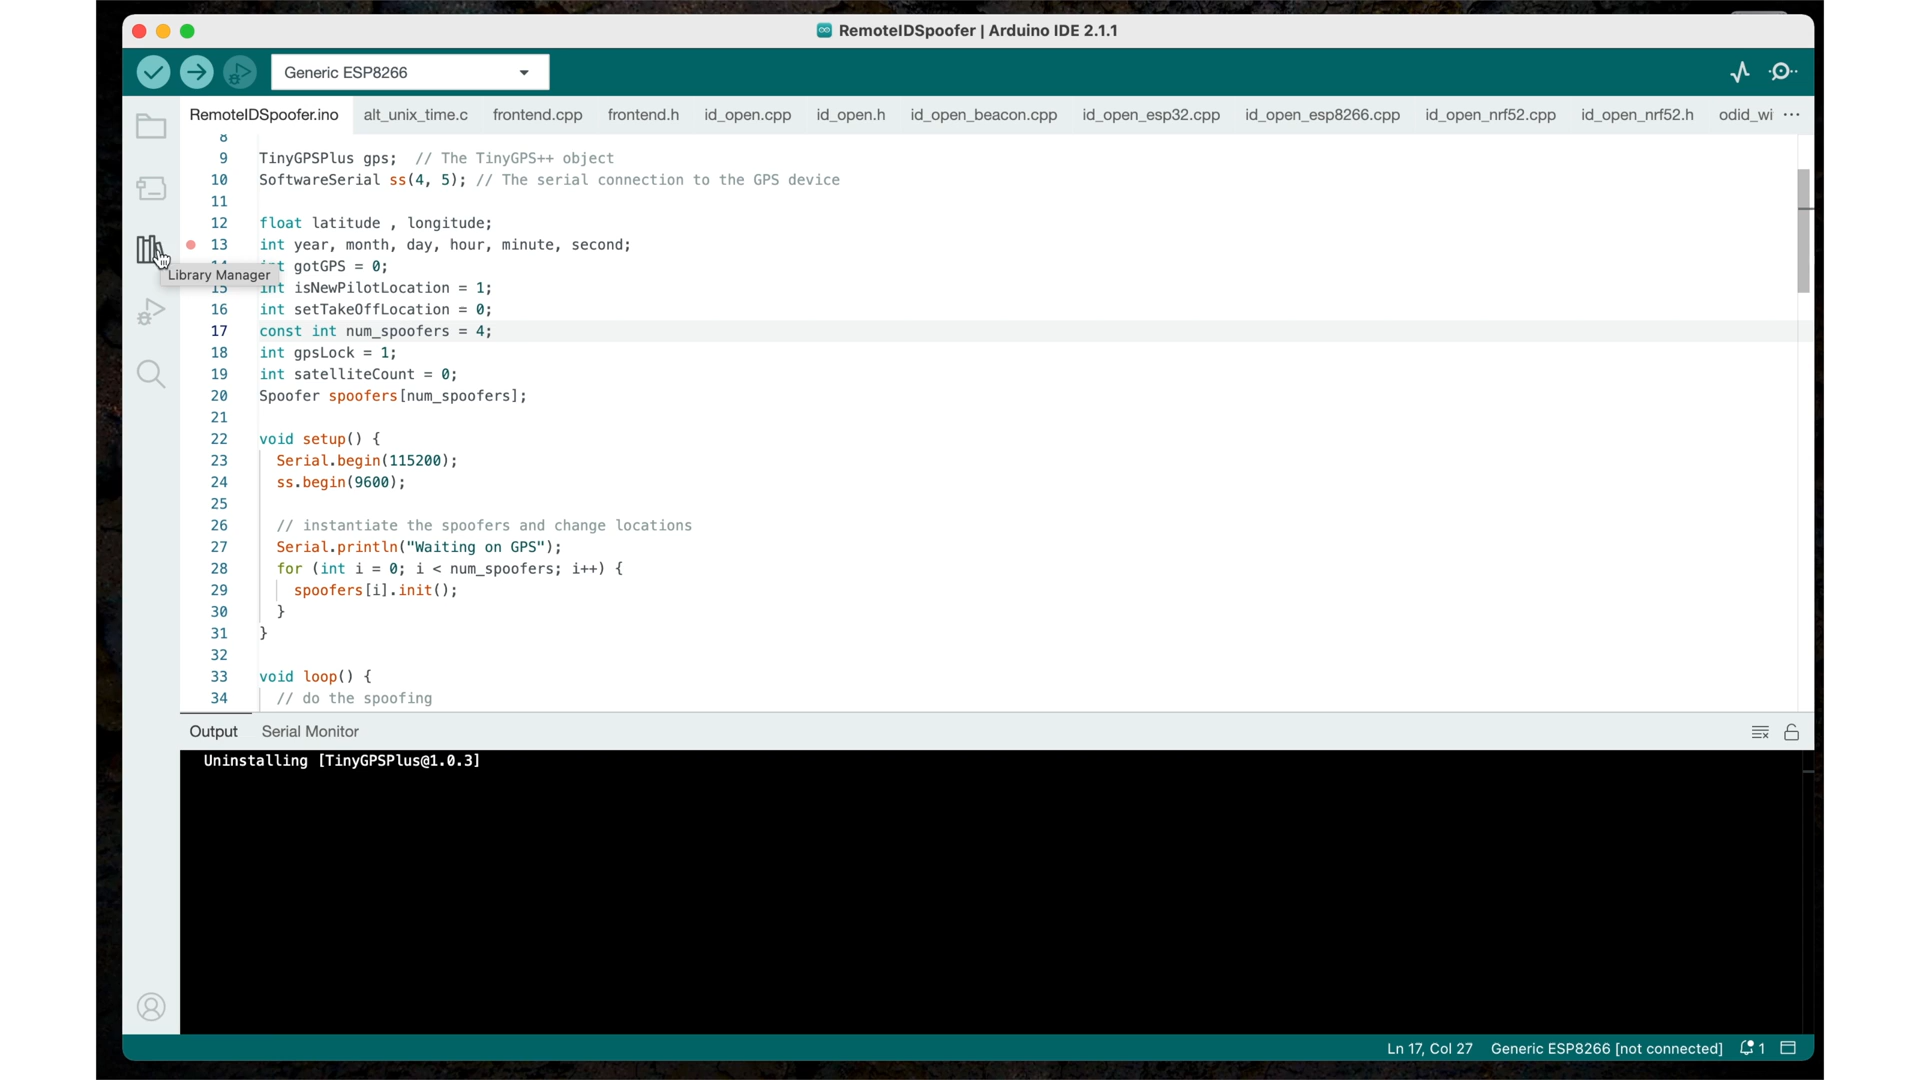 RemoteIDSpoofer | Arduino IDE 2.1.1
Generic ESP8266
RemoteIDSpoofer.ino alt_unix_time.c frontend.cpp frontend.h id_open.cpp id_open.h id_open_beacon.cpp id_open_esp32.cpp id_open_esp8266.cpp id_open_nrf52.cpp id_open_nrf52.h odid_wi ...
8
9 TinyGPSPlus gps; // The TinyGPS++ object
10 SoftwareSerial ss(4, 5); // The serial connection to the GPS device
11
12 float latitude , longitude;
13 int year, month, day, hour, minute, second;
14 int gotGPS = 0;
Library Manager
15 int isNewPilotLocation = 1;
16 int setTakeOffLocation = 0;
17 const int num_spoofers = 4;
18 int gpsLock = 1;
19 int satelliteCount = 0;
20 Spoofer spoofers[num_spoofers];
21
22 void setup() {
23 Serial.begin(115200);
24 ss.begin(9600);
25
26 // instantiate the spoofers and change locations
27 Serial.println("Waiting on GPS");
28 for (int i = 0; i < num_spoofers; i++) {
29 spoofers[i].init();
30 }
31 }
32
33 void loop() {
34 // do the spoofing
Output Serial Monitor
Uninstalling [TinyGPSPlus@1.0.3]
Ln 17, Col 27 Generic ESP8266 [not connected] 1